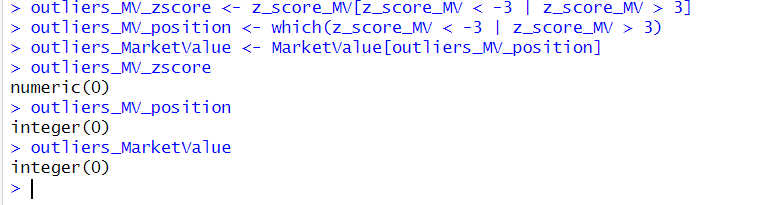 > outliers_MV_zscore <- z_score_MV[z_score_MV < -3 | z_score_MV > 3]
> outliers_MV_position <- which(z_score_MV < -3 | z_score_MV > 3)
> outliers_MarketValue <- MarketValue[outliers_MV_position]
> outliers_MV_zscore
numeric(0)
> outliers_MV_position
integer(0)
> outliers_MarketValue
integer(0)
>